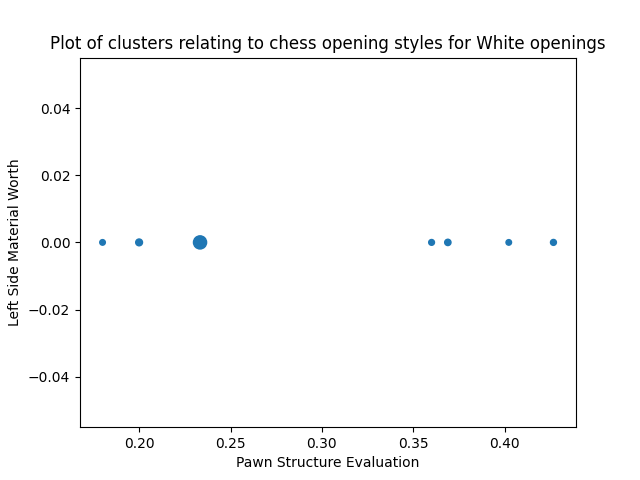 Plot of clusters relating to chess opening styles for White openings
0.04
0.02
0.00
−0.02
−0.04
Left Side Material Worth
0.20 0.25 0.30 0.35 0.40
Pawn Structure Evaluation